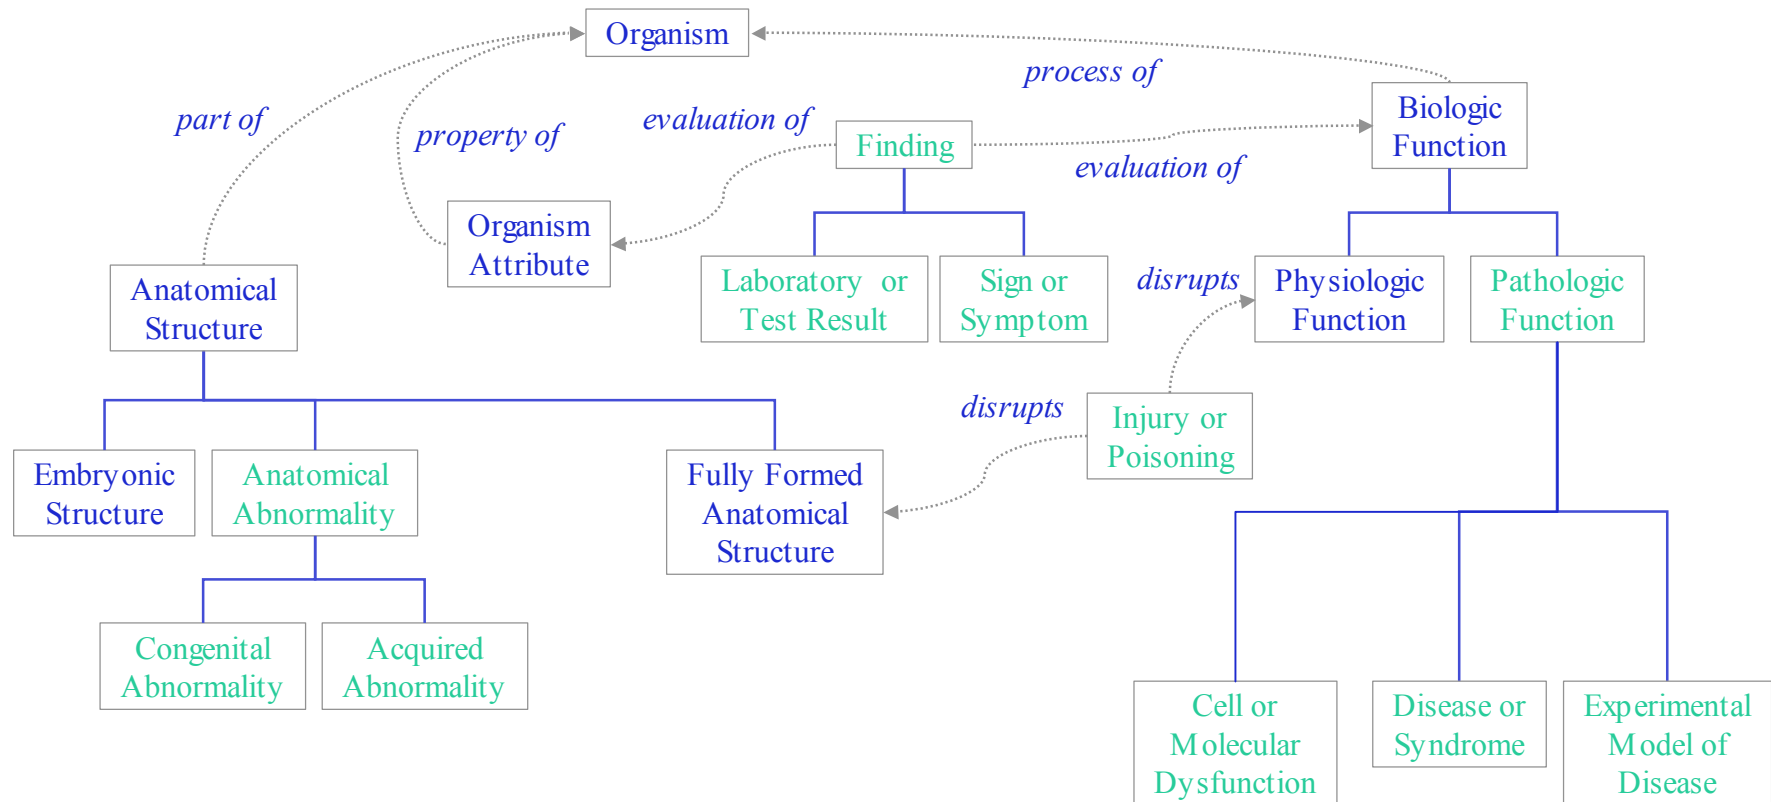 Organism
process of
part of
property of
evaluation of
Finding
evaluation of
Biologic
Function
Organism
Attribute
Anatomical
Structure
Laboratory or
Test Result
Sign or
Symptom
disrupts
Physiologic
Function
Pathologic
Function
disrupts
Injury or
Poisoning
Embryonic
Structure
Anatomical
Abnormality
Fully Formed
Anatomical
Structure
Congenital
Abnormality
Acquired
Abnormality
Cell or
Molecular
Dysfunction
Disease or
Syndrome
Experimental
Model of
Disease